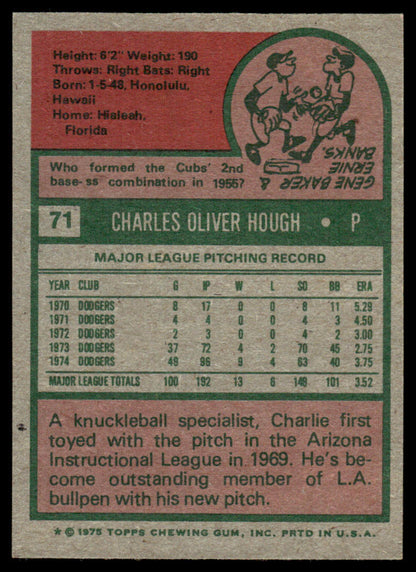 Height: 6'2" Weight: 190
Throws: Right Bats: Right
Born: 1-5-48, Honolulu,
Hawaii
Home: Hialeah,
Florida
Who formed the Cubs' 2nd
base-ss combination in 1955?
GENE BAKER &
ERNIE
BANKS.
71 CHARLES OLIVER HOUGH • P
MAJOR LEAGUE PITCHING RECORD
YEAR CLUB G IP W L SO BB ERA
1970 DODGERS 8 17 0 0 8 11 5.29
1971 DODGERS 4 4 0 0 4 3 4.50
1972 DODGERS 2 3 0 0 4 2 3.00
1973 DODGERS 37 72 4 2 70 45 2.75
1974 DODGERS 49 96 9 4 63 40 3.75
MAJOR LEAGUE TOTALS 100 192 13 6 149 101 3.52
A knuckleball specialist, Charlie first
toyed with the pitch in the Arizona
Instructional League in 1969. He's be-
come outstanding member of L.A.
bullpen with his new pitch.
* © 1975 TOPPS CHEWING GUM, INC. PRTD IN U.S.A.